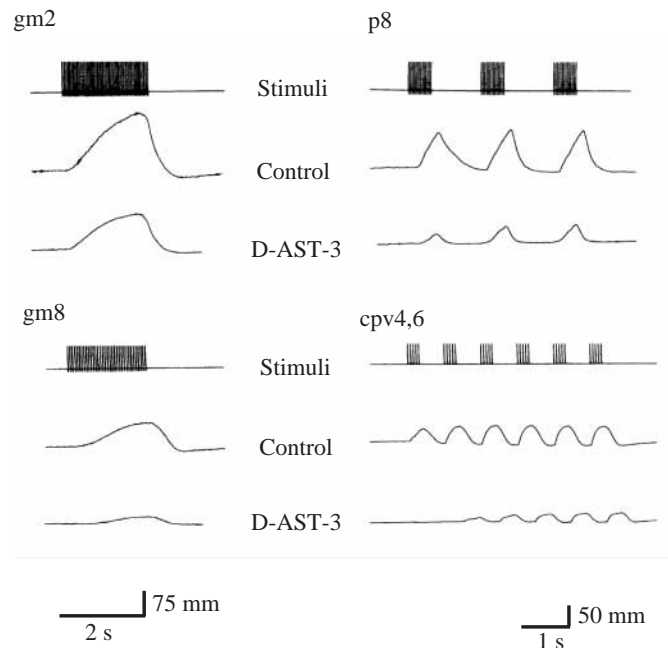 gm2
p8
Stimuli
Control
D-AST-3
gm8
cpv4,6
Stimuli
Control
D-AST-3
75 mm
2 s
50 mm
1 s